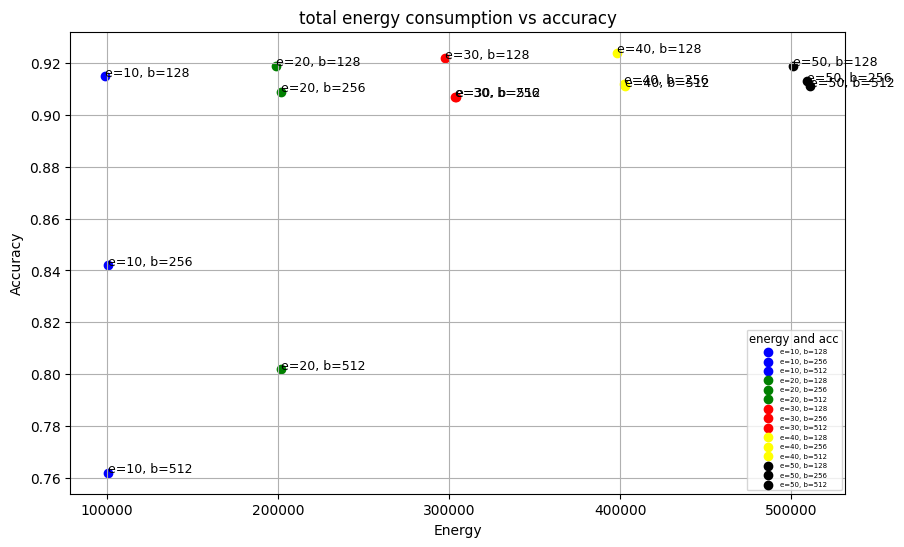 total energy consumption vs accuracy
0.92
0.90
0.88
0.86
0.84
0.82
0.80
0.78
0.76
Accuracy
e=10, b=128
e=20, b=128
e=20, b=256
e=30, b=128
e=30, b=256
e=30, b=512
e=40, b=128
e=40, b=256
e=40, b=512
e=50, b=128
e=50, b=256
e=50, b=512
e=10, b=256
e=20, b=512
e=10, b=512
energy and acc
e=10, b=128
e=10, b=256
e=10, b=512
e=20, b=128
e=20, b=256
e=20, b=512
e=30, b=128
e=30, b=256
e=30, b=512
e=40, b=128
e=40, b=256
e=40, b=512
e=50, b=128
e=50, b=256
e=50, b=512
100000
200000
300000
400000
500000
Energy